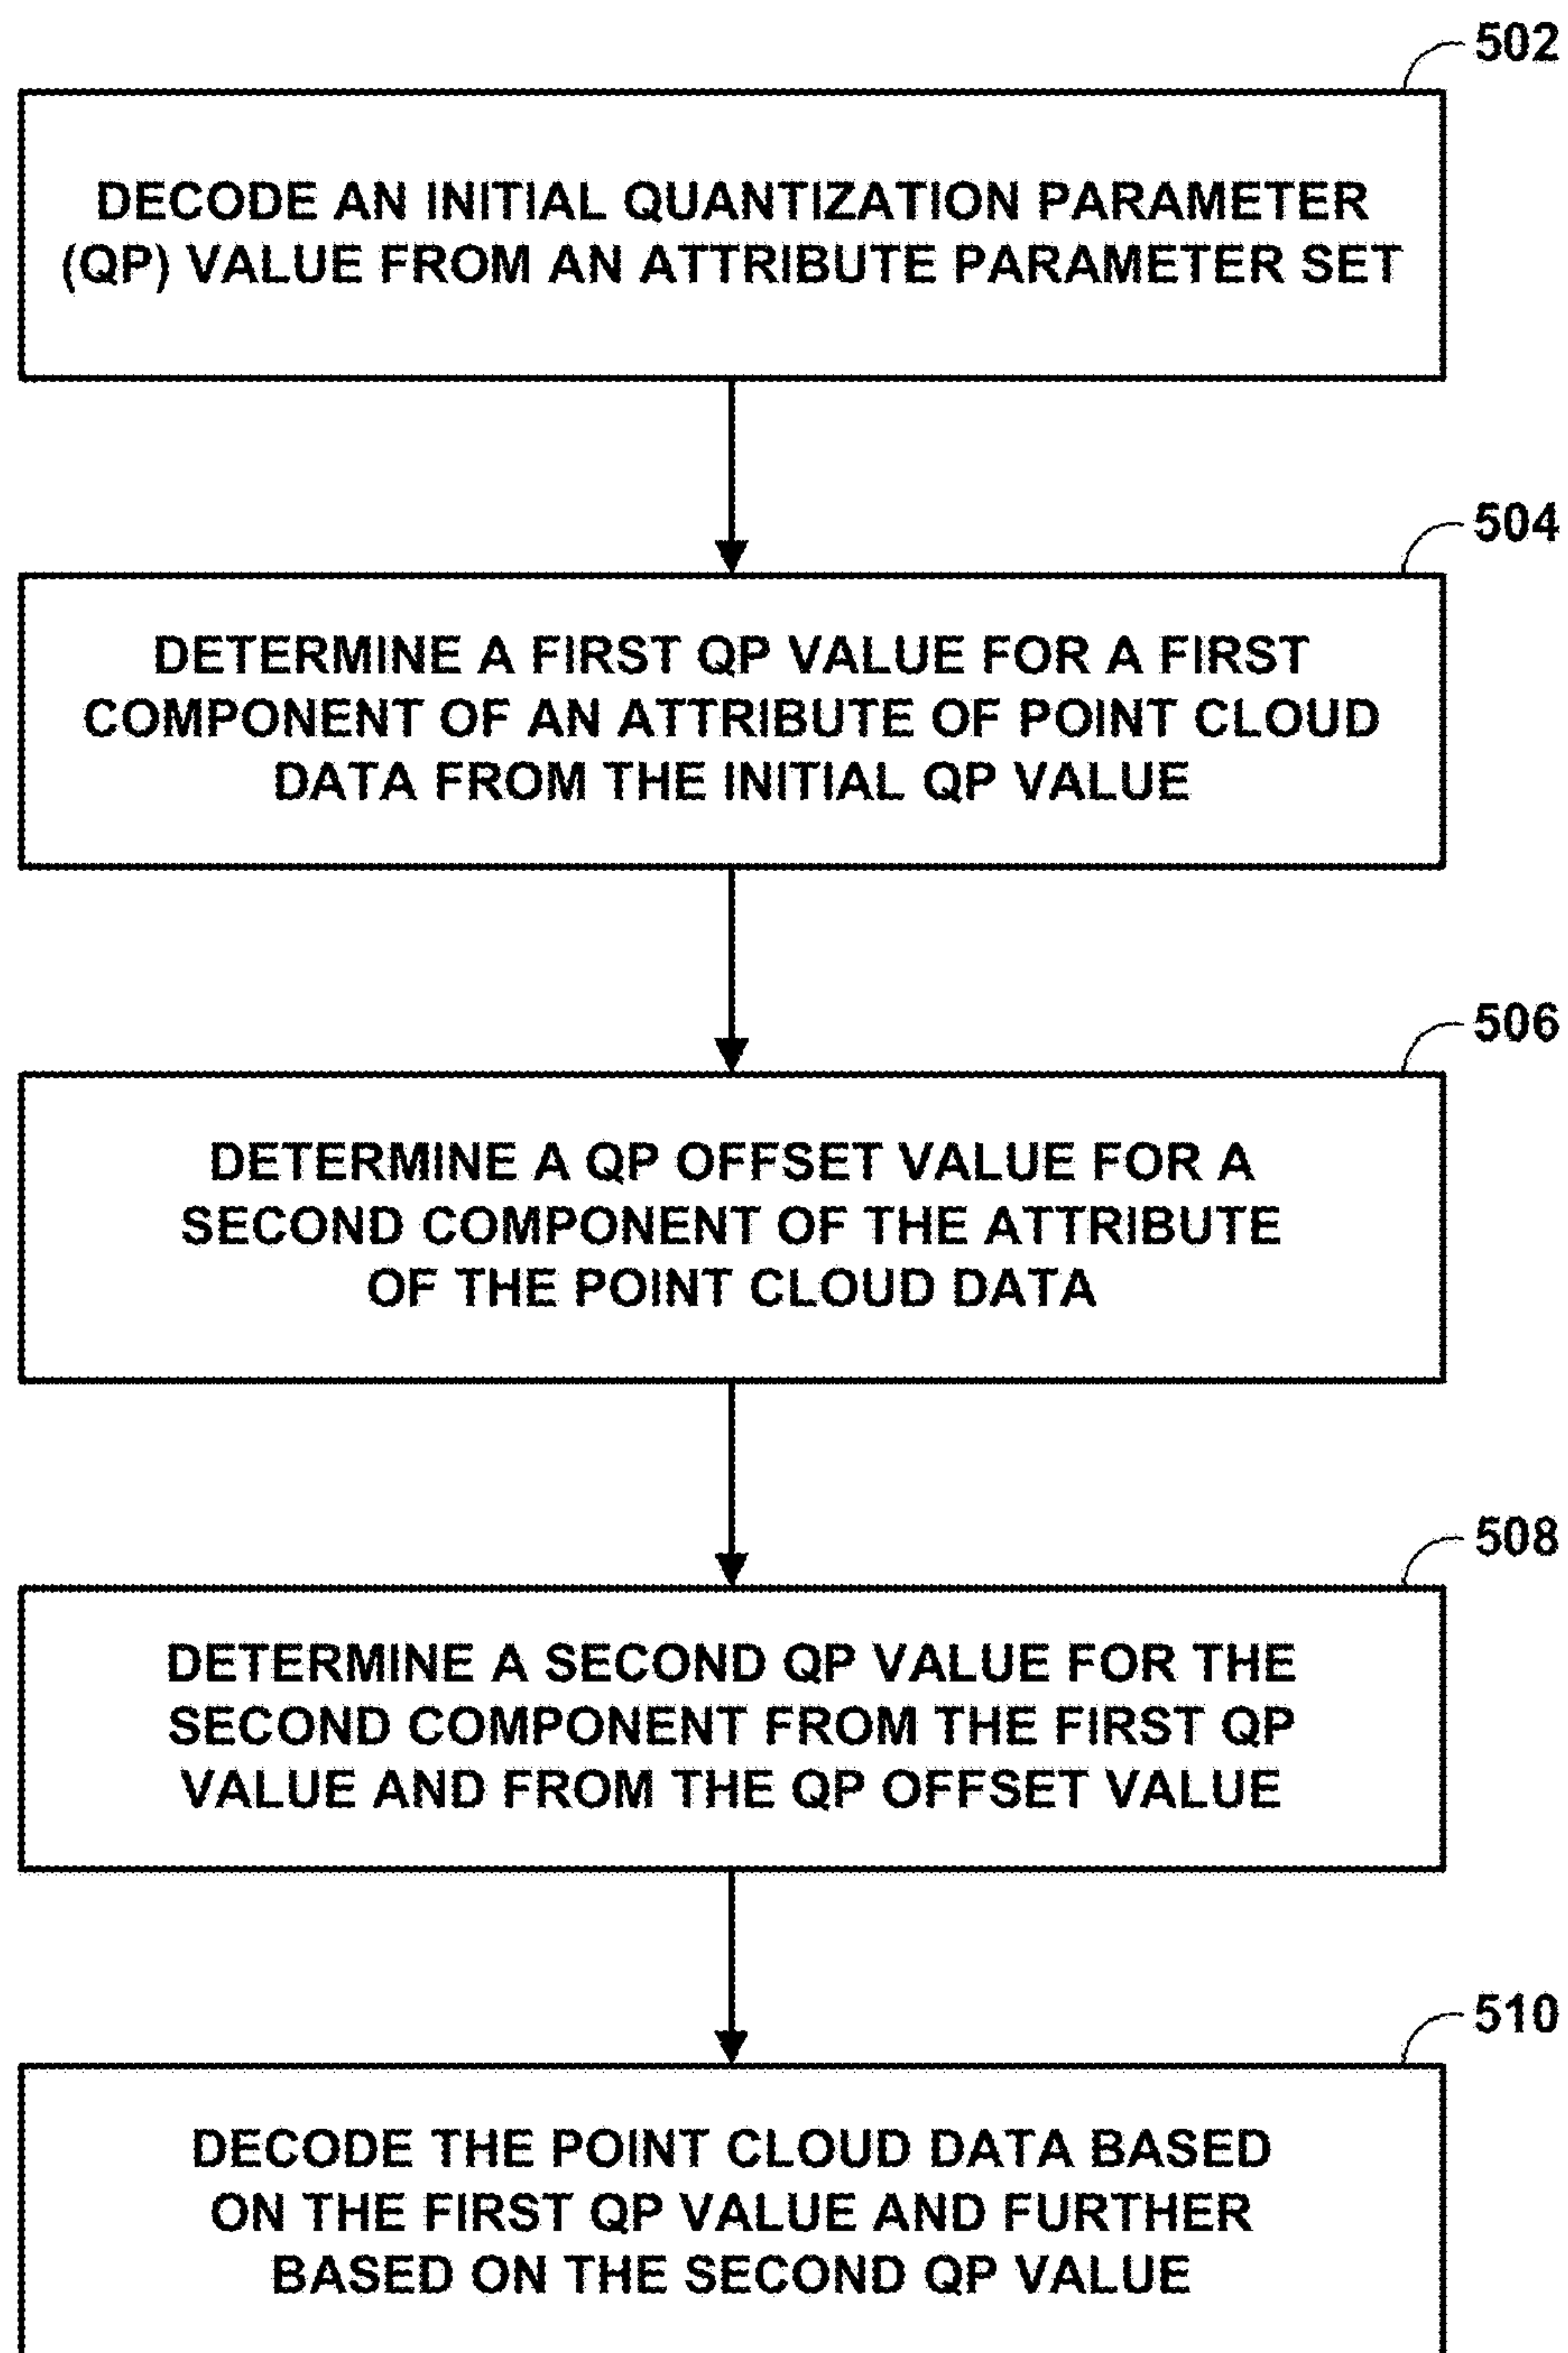 502
DECODE AN INITIAL QUANTIZATION PARAMETER
(QP) VALUE FROM AN ATTRIBUTE PARAMETER SET
504
DETERMINE A FIRST QP VALUE FOR A FIRST
COMPONENT OF AN ATTRIBUTE OF POINT CLOUD
DATA FROM THE INITIAL QP VALUE
506
DETERMINE A QP OFFSET VALUE FOR A
SECOND COMPONENT OF THE ATTRIBUTE
OF THE POINT CLOUD DATA
508
DETERMINE A SECOND QP VALUE FOR THE
SECOND COMPONENT FROM THE FIRST QP
VALUE AND FROM THE QP OFFSET VALUE
510
DECODE THE POINT CLOUD DATA BASED
ON THE FIRST QP VALUE AND FURTHER
BASED ON THE SECOND QP VALUE